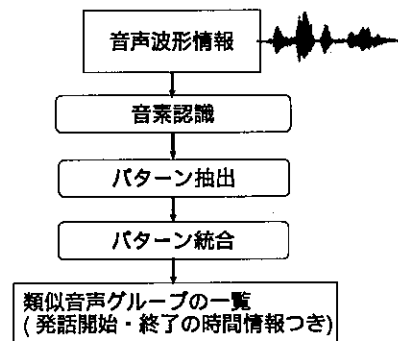 音声波形情報
音素認識
パターン抽出
パターン統合
類似音声グループの一覧
( 発話開始・終了の時間情報つき)